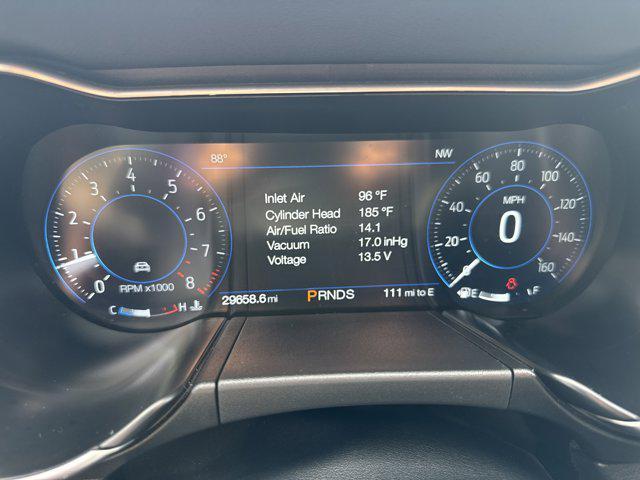 88° NW
Inlet Air 96 °F
Cylinder Head 185 °F
Air/Fuel Ratio 14.1
Vacuum 17.0 inHg
Voltage 13.5 V
29658.6 mi PRNDS 111 mi to E
0 1 2 3 4 5 6 7 8
RPM x1000
C H
20 40 60 80 100 120 140 160
MPH
0
E F